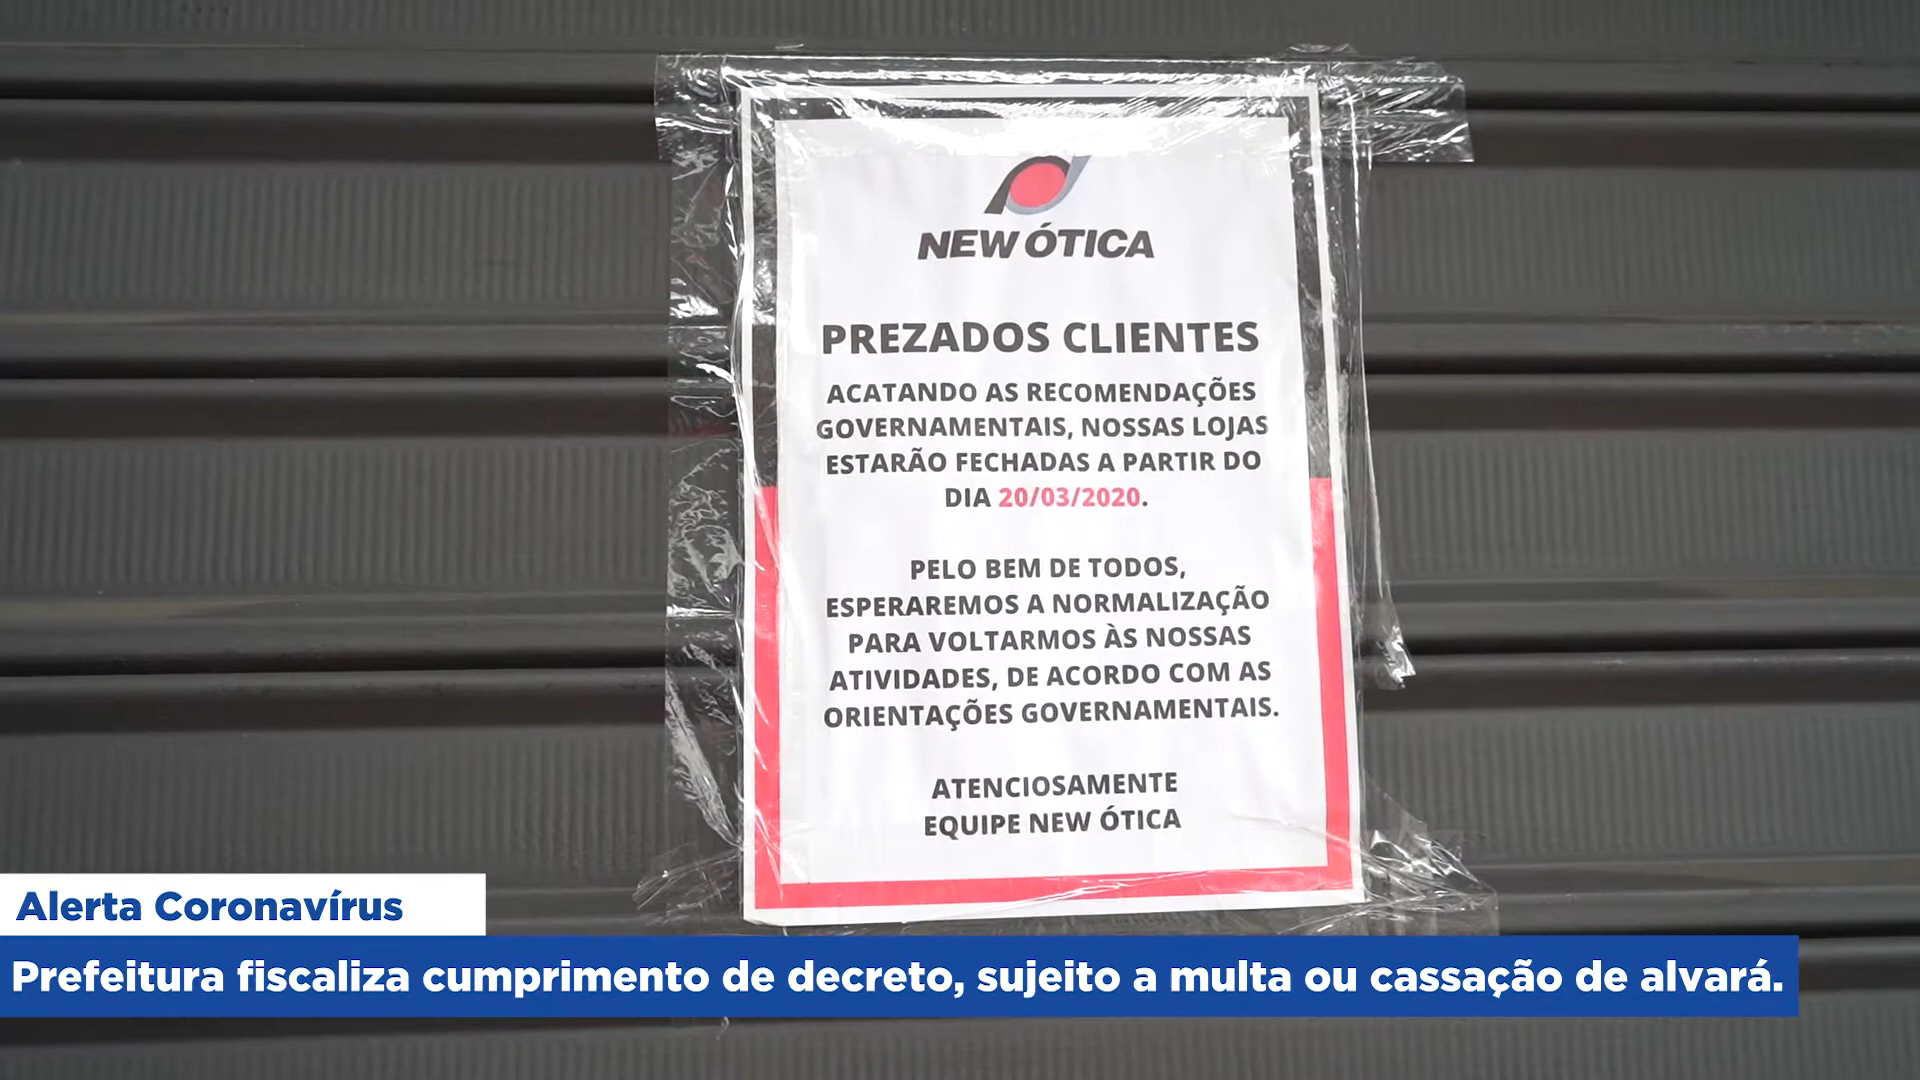 NEW ÓTICA
PREZADOS CLIENTES
ACATANDO AS RECOMENDAÇÕES
GOVERNAMENTAIS, NOSSAS LOJAS
ESTARÃO FECHADAS A PARTIR DO
DIA 20/03/2020.
PELO BEM DE TODOS,
ESPERAREMOS A NORMALIZAÇÃO
PARA VOLTARMOS ÀS NOSSAS
ATIVIDADES, DE ACORDO COM AS
ORIENTAÇÕES GOVERNAMENTAIS.
ATENCIOSAMENTE
EQUIPE NEW ÓTICA
Alerta Coronavírus
Prefeitura fiscaliza cumprimento de decreto, sujeito a multa ou cassação de alvará.